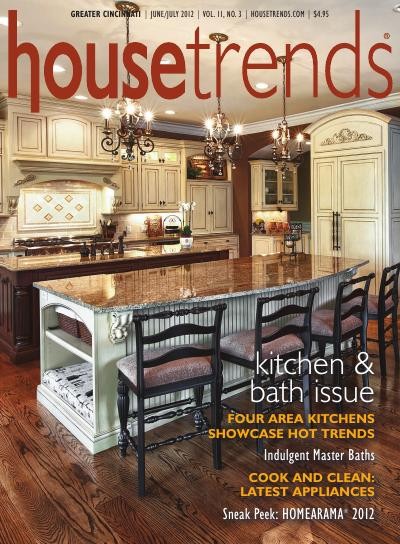 GREATER CINCINNATI | JUNE/JULY 2012 | VOL. 11, NO. 3 | HOUSETRENDS.COM | $4.95
housetrends®
kitchen &
bath issue
FOUR AREA KITCHENS
SHOWCASE HOT TRENDS
Indulgent Master Baths
COOK AND CLEAN:
LATEST APPLIANCES
Sneak Peek: HOMEARAMA® 2012